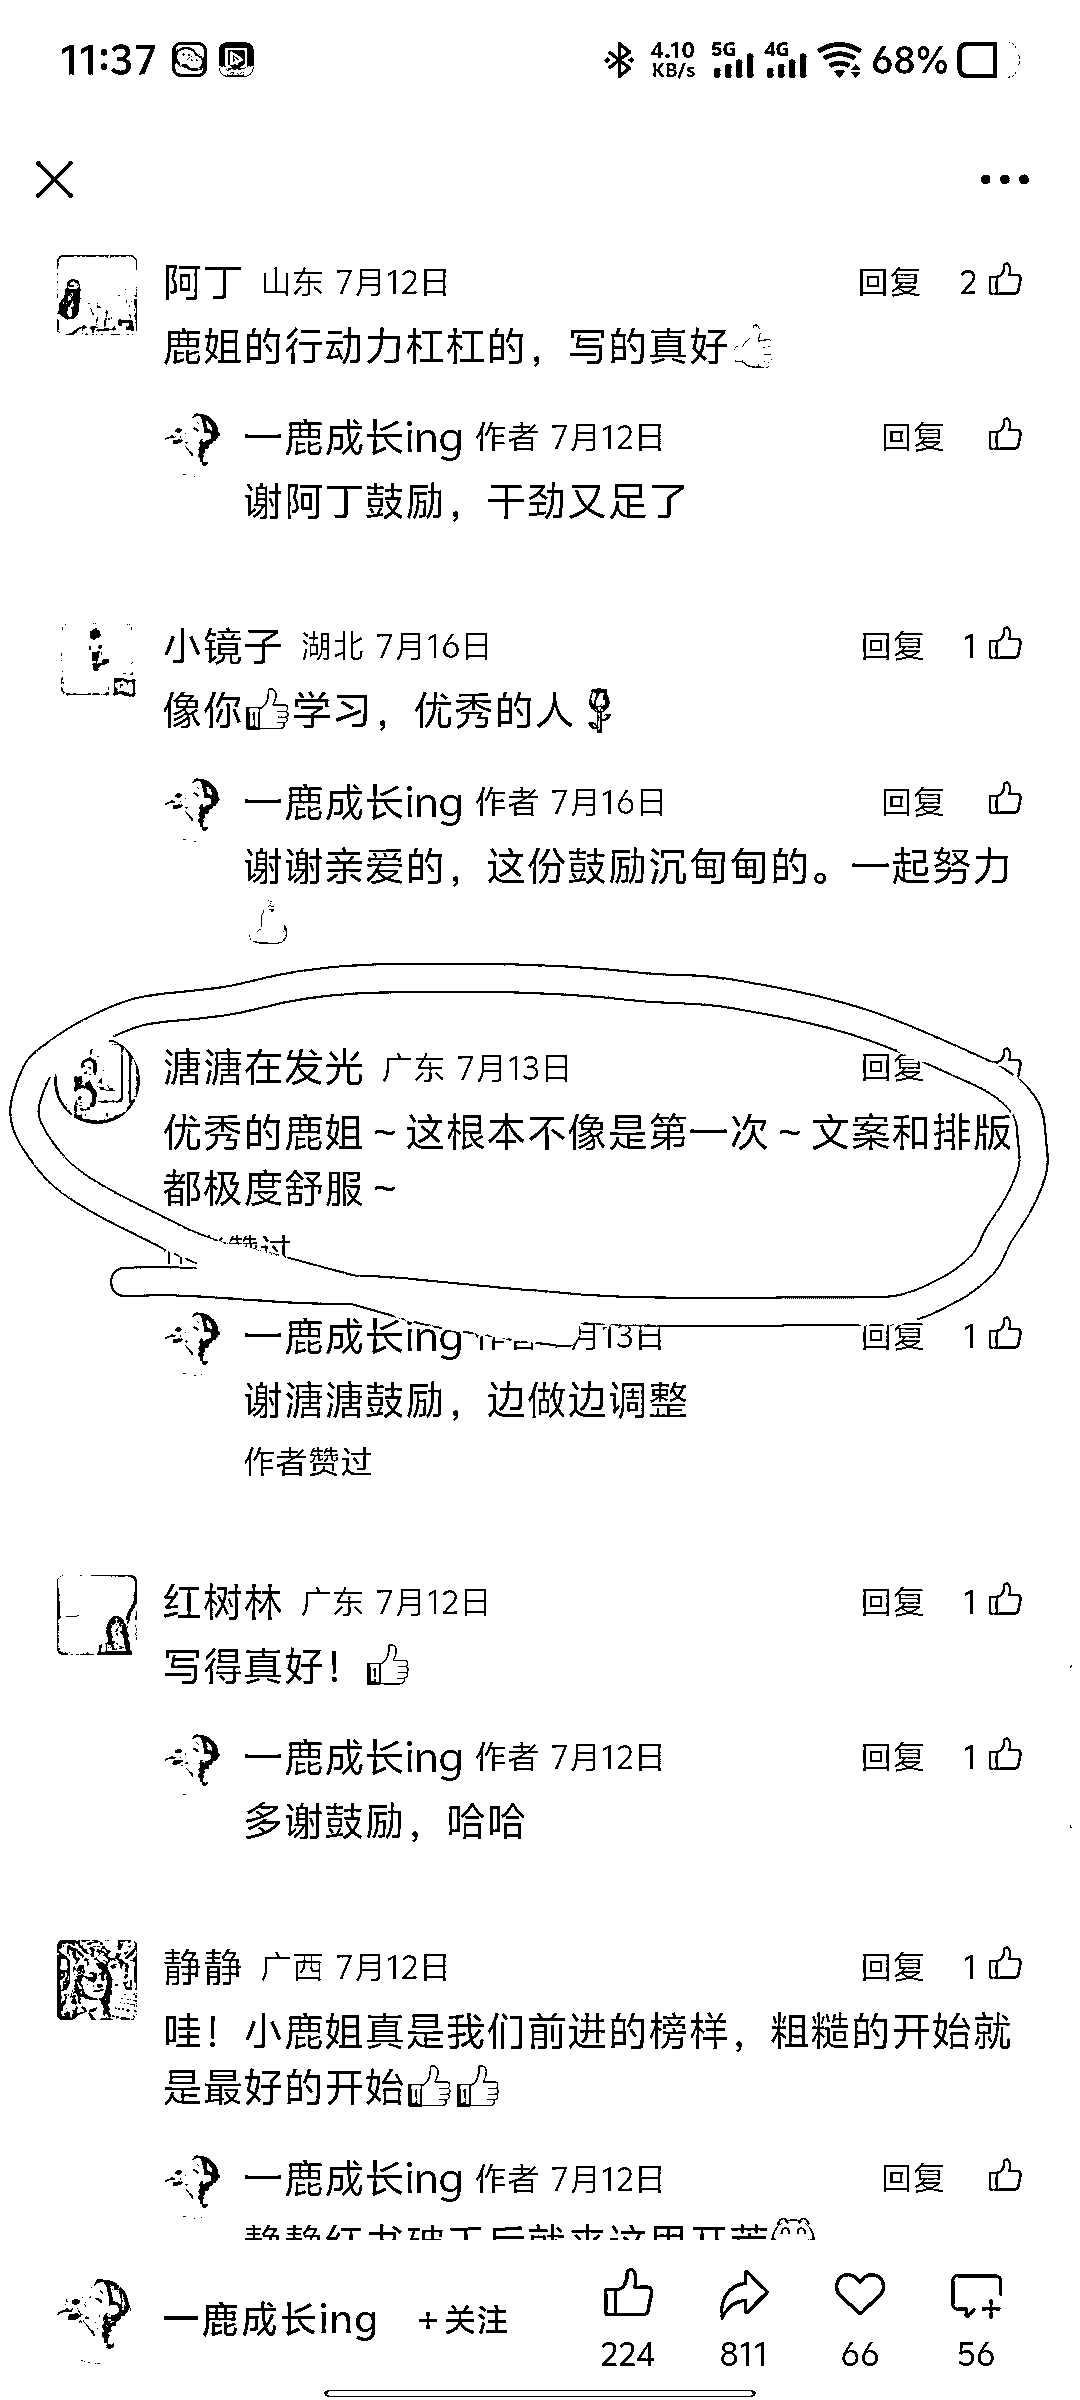 11:37
4.10 KB/s 5G 4G 68%
阿丁 山东 7月12日 回复 2
鹿姐的行动力杠杠的，写的真好
一鹿成长ing 作者 7月12日 回复
谢阿丁鼓励，干劲又足了
小镜子 湖北 7月16日 回复 1
像你学习，优秀的人
一鹿成长ing 作者 7月16日 回复
谢谢亲爱的，这份鼓励沉甸甸的。一起努力
溏溏在发光 广东 7月13日 回复
优秀的鹿姐～这根本不像是第一次～文案和排版
都极度舒服～
赞过
一鹿成长ing 月13日 回复 1
谢溏溏鼓励，边做边调整
作者赞过
红树林 广东 7月12日 回复 1
写得真好！
一鹿成长ing 作者 7月12日 回复 1
多谢鼓励，哈哈
静静 广西 7月12日 回复 1
哇！小鹿姐真是我们前进的榜样，粗糙的开始就
是最好的开始
一鹿成长ing 作者 7月12日 回复
一鹿成长ing +关注 224 811 66 56